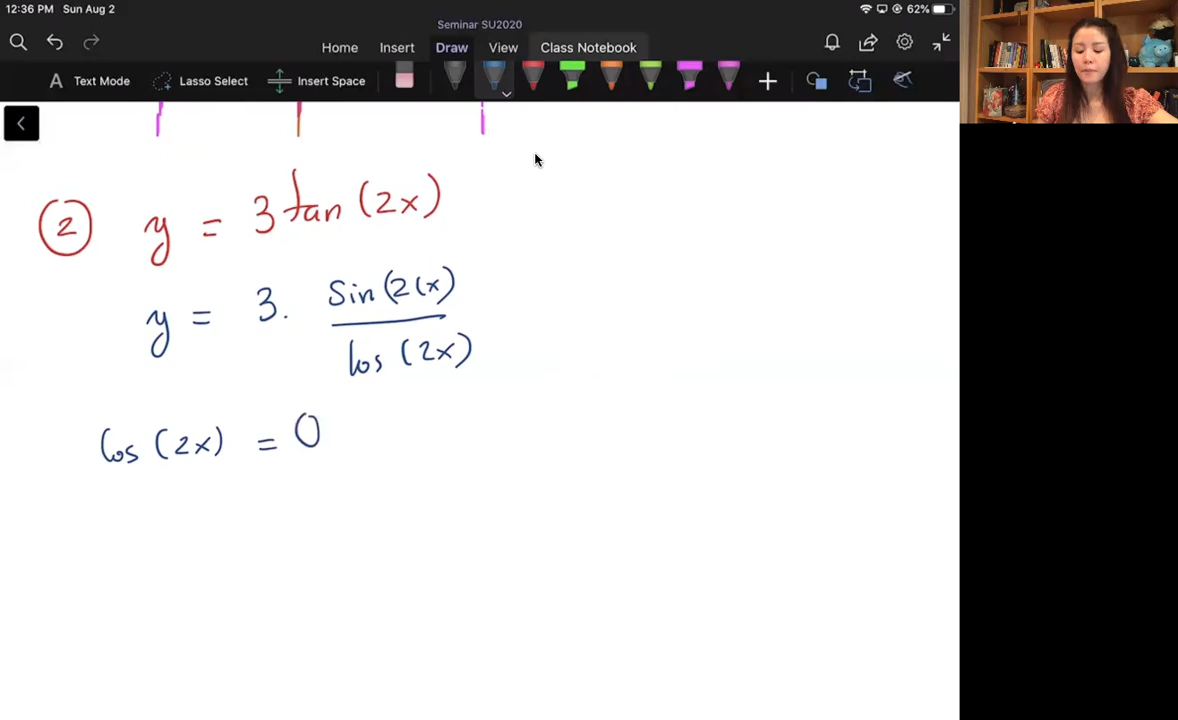 12:36 PM Sun Aug 2
62%
Seminar SU2020
Home Insert Draw View Class Notebook
A Text Mode Lasso Select Insert Space
② y = 3 tan (2x)
y = 3. Sin (2(x)
Cos (2x)
Cos (2x) = 0